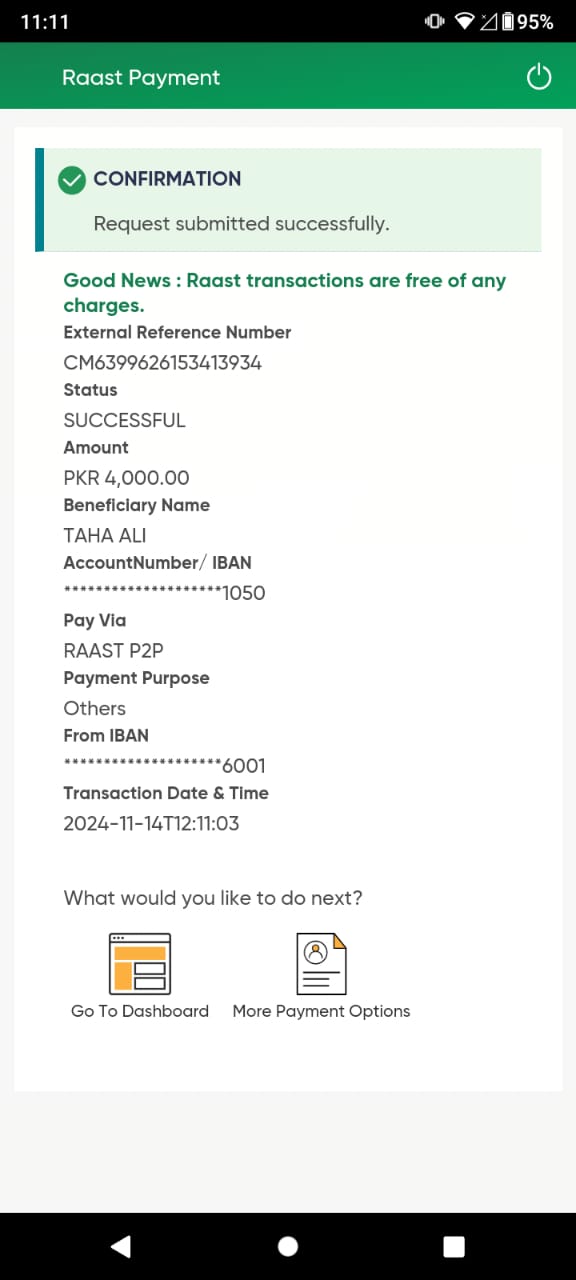 11:11
95%
Raast Payment
CONFIRMATION
Request submitted successfully.
Good News : Raast transactions are free of any
charges.
External Reference Number
CM6399626153413934
Status
SUCCESSFUL
Amount
PKR 4,000.00
Beneficiary Name
TAHA ALI
AccountNumber/ IBAN
********************1050
Pay Via
RAAST P2P
Payment Purpose
Others
From IBAN
********************6001
Transaction Date & Time
2024-11-14T12:11:03
What would you like to do next?
Go To Dashboard
More Payment Options